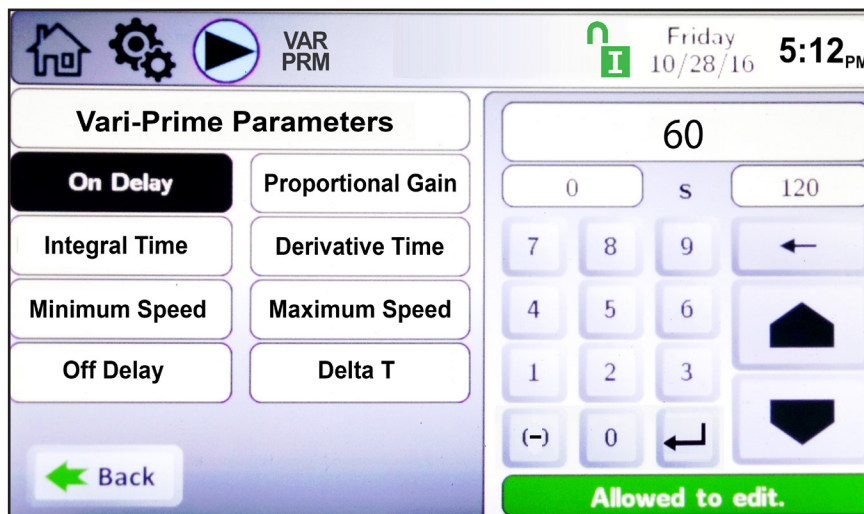 VAR
PRM
I
Friday
10/28/16
5:12PM
Vari-Prime Parameters
On Delay
Proportional Gain
Integral Time
Derivative Time
Minimum Speed
Maximum Speed
Off Delay
Delta T
Back
60
0 s 120
7 8 9
4 5 6
1 2 3
(-) 0
Allowed to edit.